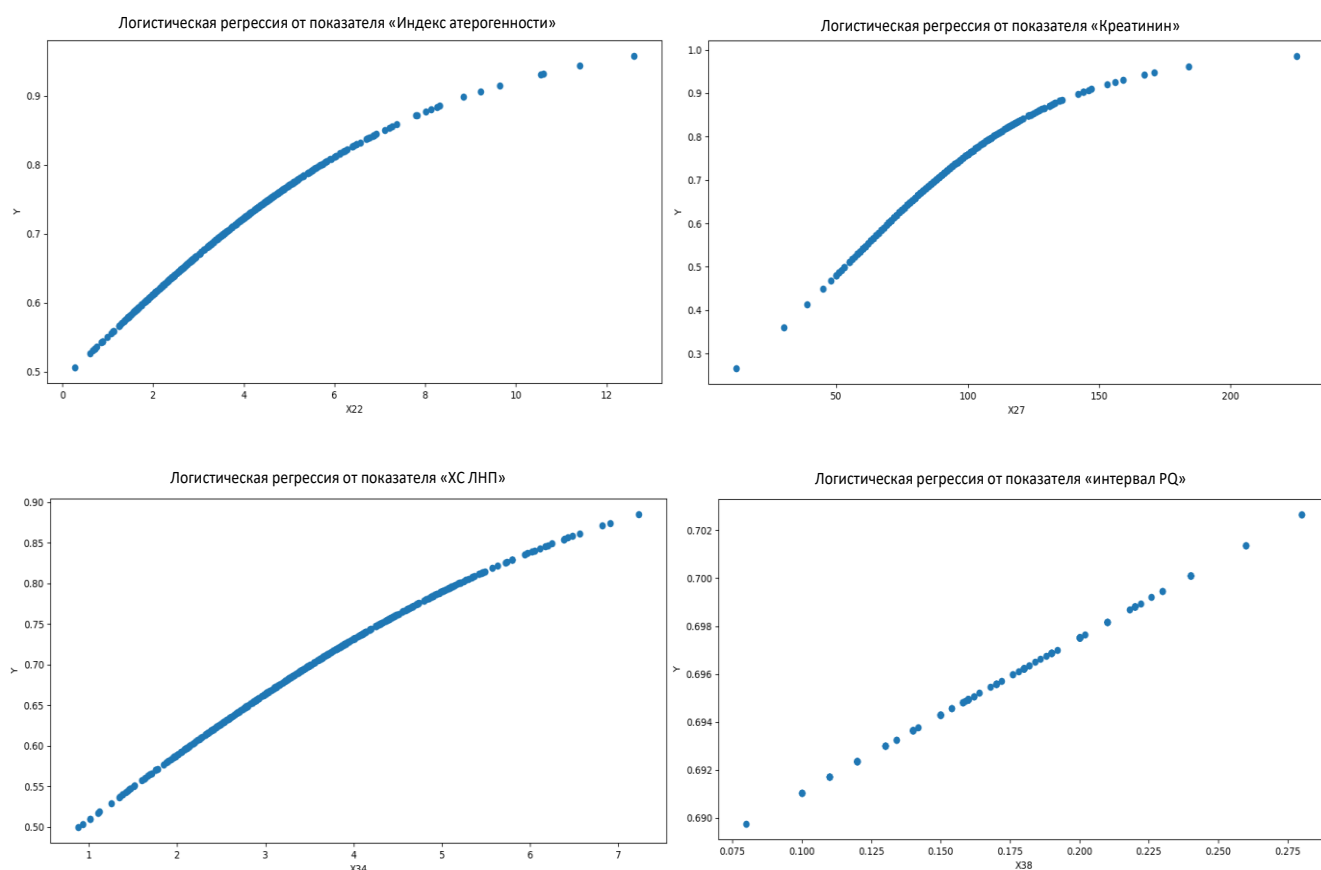 Логистическая регрессия от показателя «Индекс атерогенности»
0.9
0.8
0.7
0.6
0.5
Y
0 2 4 6 8 10 12
X22
Логистическая регрессия от показателя «Креатинин»
1.0
0.9
0.8
0.7
0.6
0.5
0.4
0.3
Y
50 100 150 200
X27
Логистическая регрессия от показателя «ХС ЛНП»
0.90
0.85
0.80
0.75
0.70
0.65
0.60
0.55
0.50
Y
1 2 3 4 5 6 7
X34
Логистическая регрессия от показателя «интервал PQ»
0.702
0.700
0.698
0.696
0.694
0.692
0.690
Y
0.075 0.100 0.125 0.150 0.175 0.200 0.225 0.250 0.275
X38